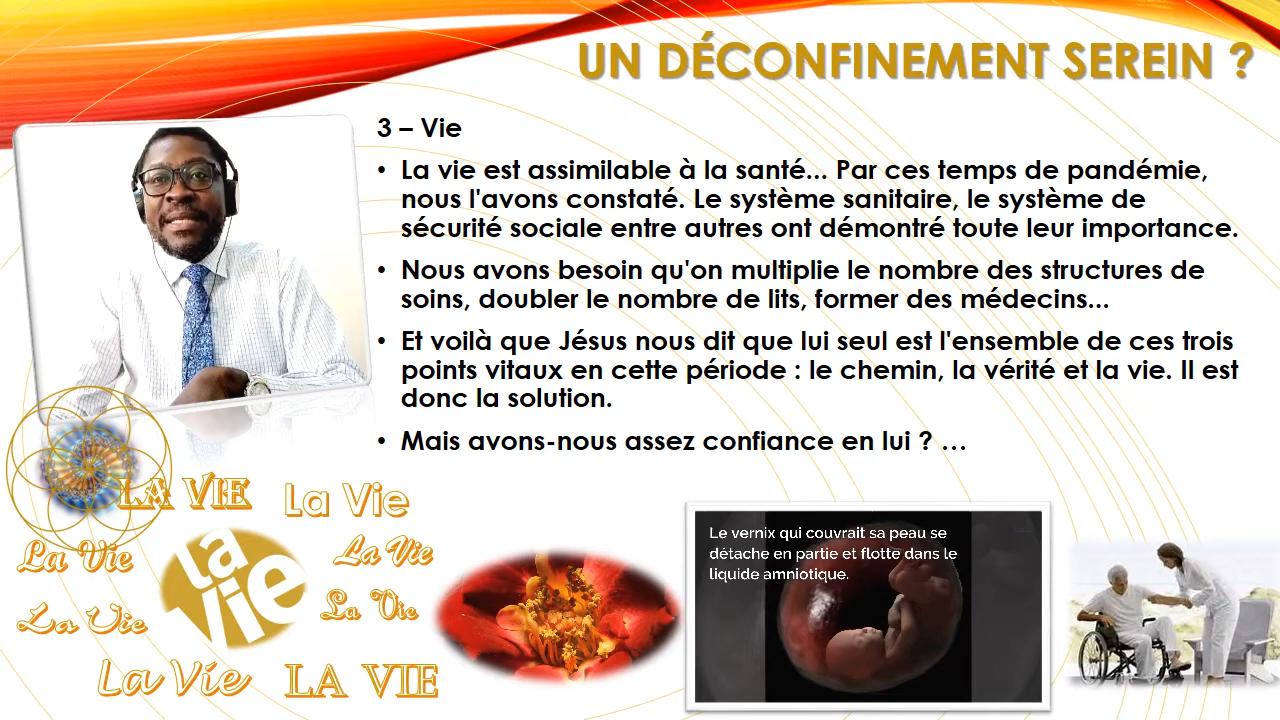 UN DÉCONFINEMENT SEREIN ?
3 – Vie
• La vie est assimilable à la santé... Par ces temps de pandémie,
nous l'avons constaté. Le système sanitaire, le système de
sécurité sociale entre autres ont démontré toute leur importance.
• Nous avons besoin qu'on multiplie le nombre des structures de
soins, doubler le nombre de lits, former des médecins...
• Et voilà que Jésus nous dit que lui seul est l'ensemble de ces trois
points vitaux en cette période : le chemin, la vérité et la vie. Il est
donc la solution.
• Mais avons-nous assez confiance en lui ? …
LA VIE
La Vie
La Vie
la
vie
La Vie
La Vie
La Vie
La Vie
LA VIE
Le vernix qui couvrait sa peau se
détache en partie et flotte dans le
liquide amniotique.